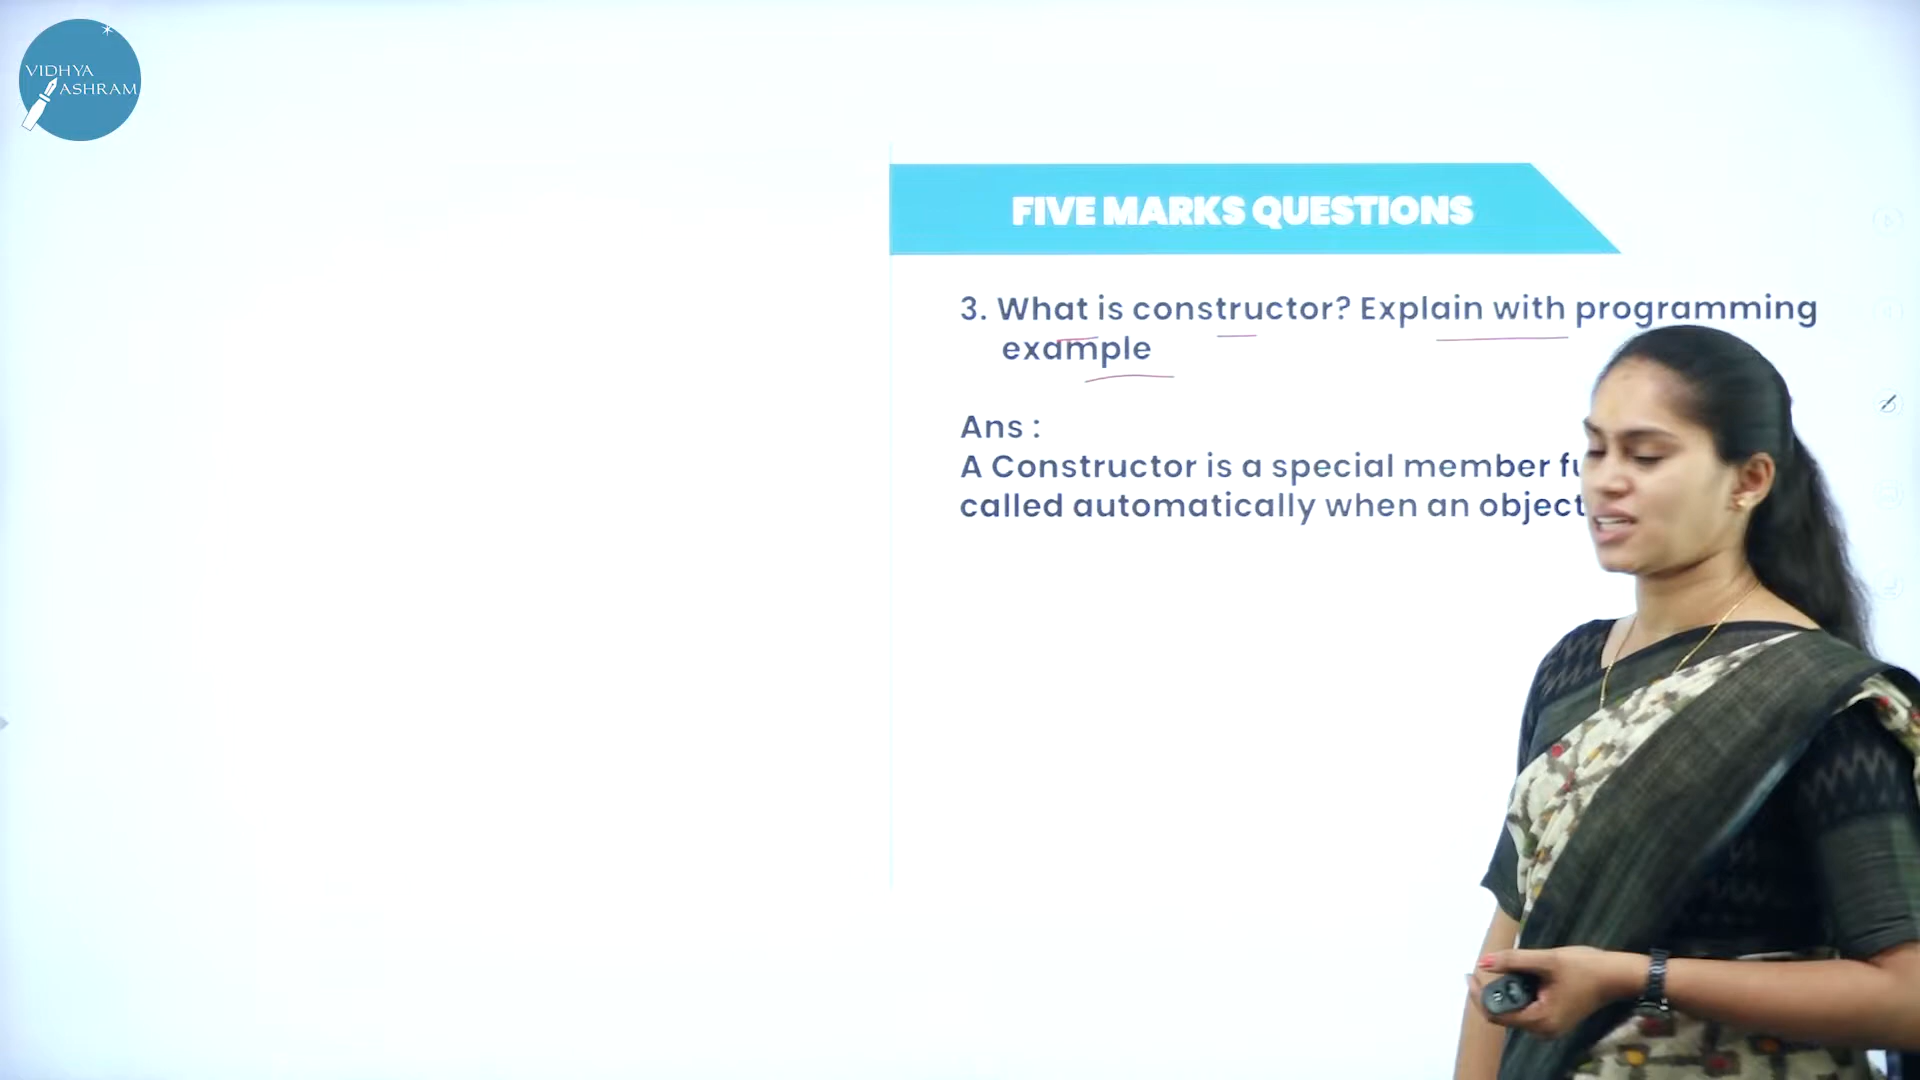 VIDHYA
ASHRAM
FIVE MARKS QUESTIONS
3. What is constructor? Explain with programming
example
Ans :
A Constructor is a special member
called automatically when an object